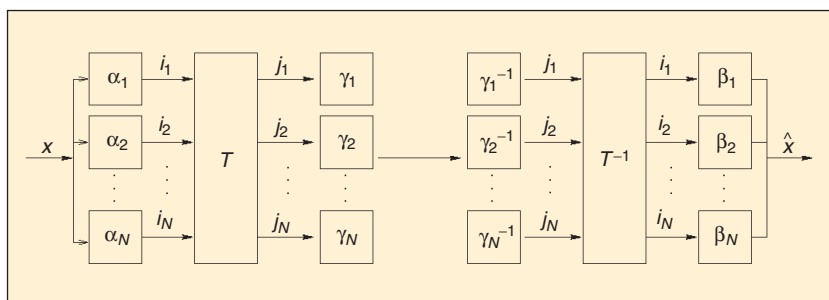 α1 i1 j1 γ1 γ1⁻¹ j1 i1 β1
x α2 i2 T j2 γ2 γ2⁻¹ j2 T⁻¹ i2 β2 x̂
αN iN jN γN γN⁻¹ jN iN βN